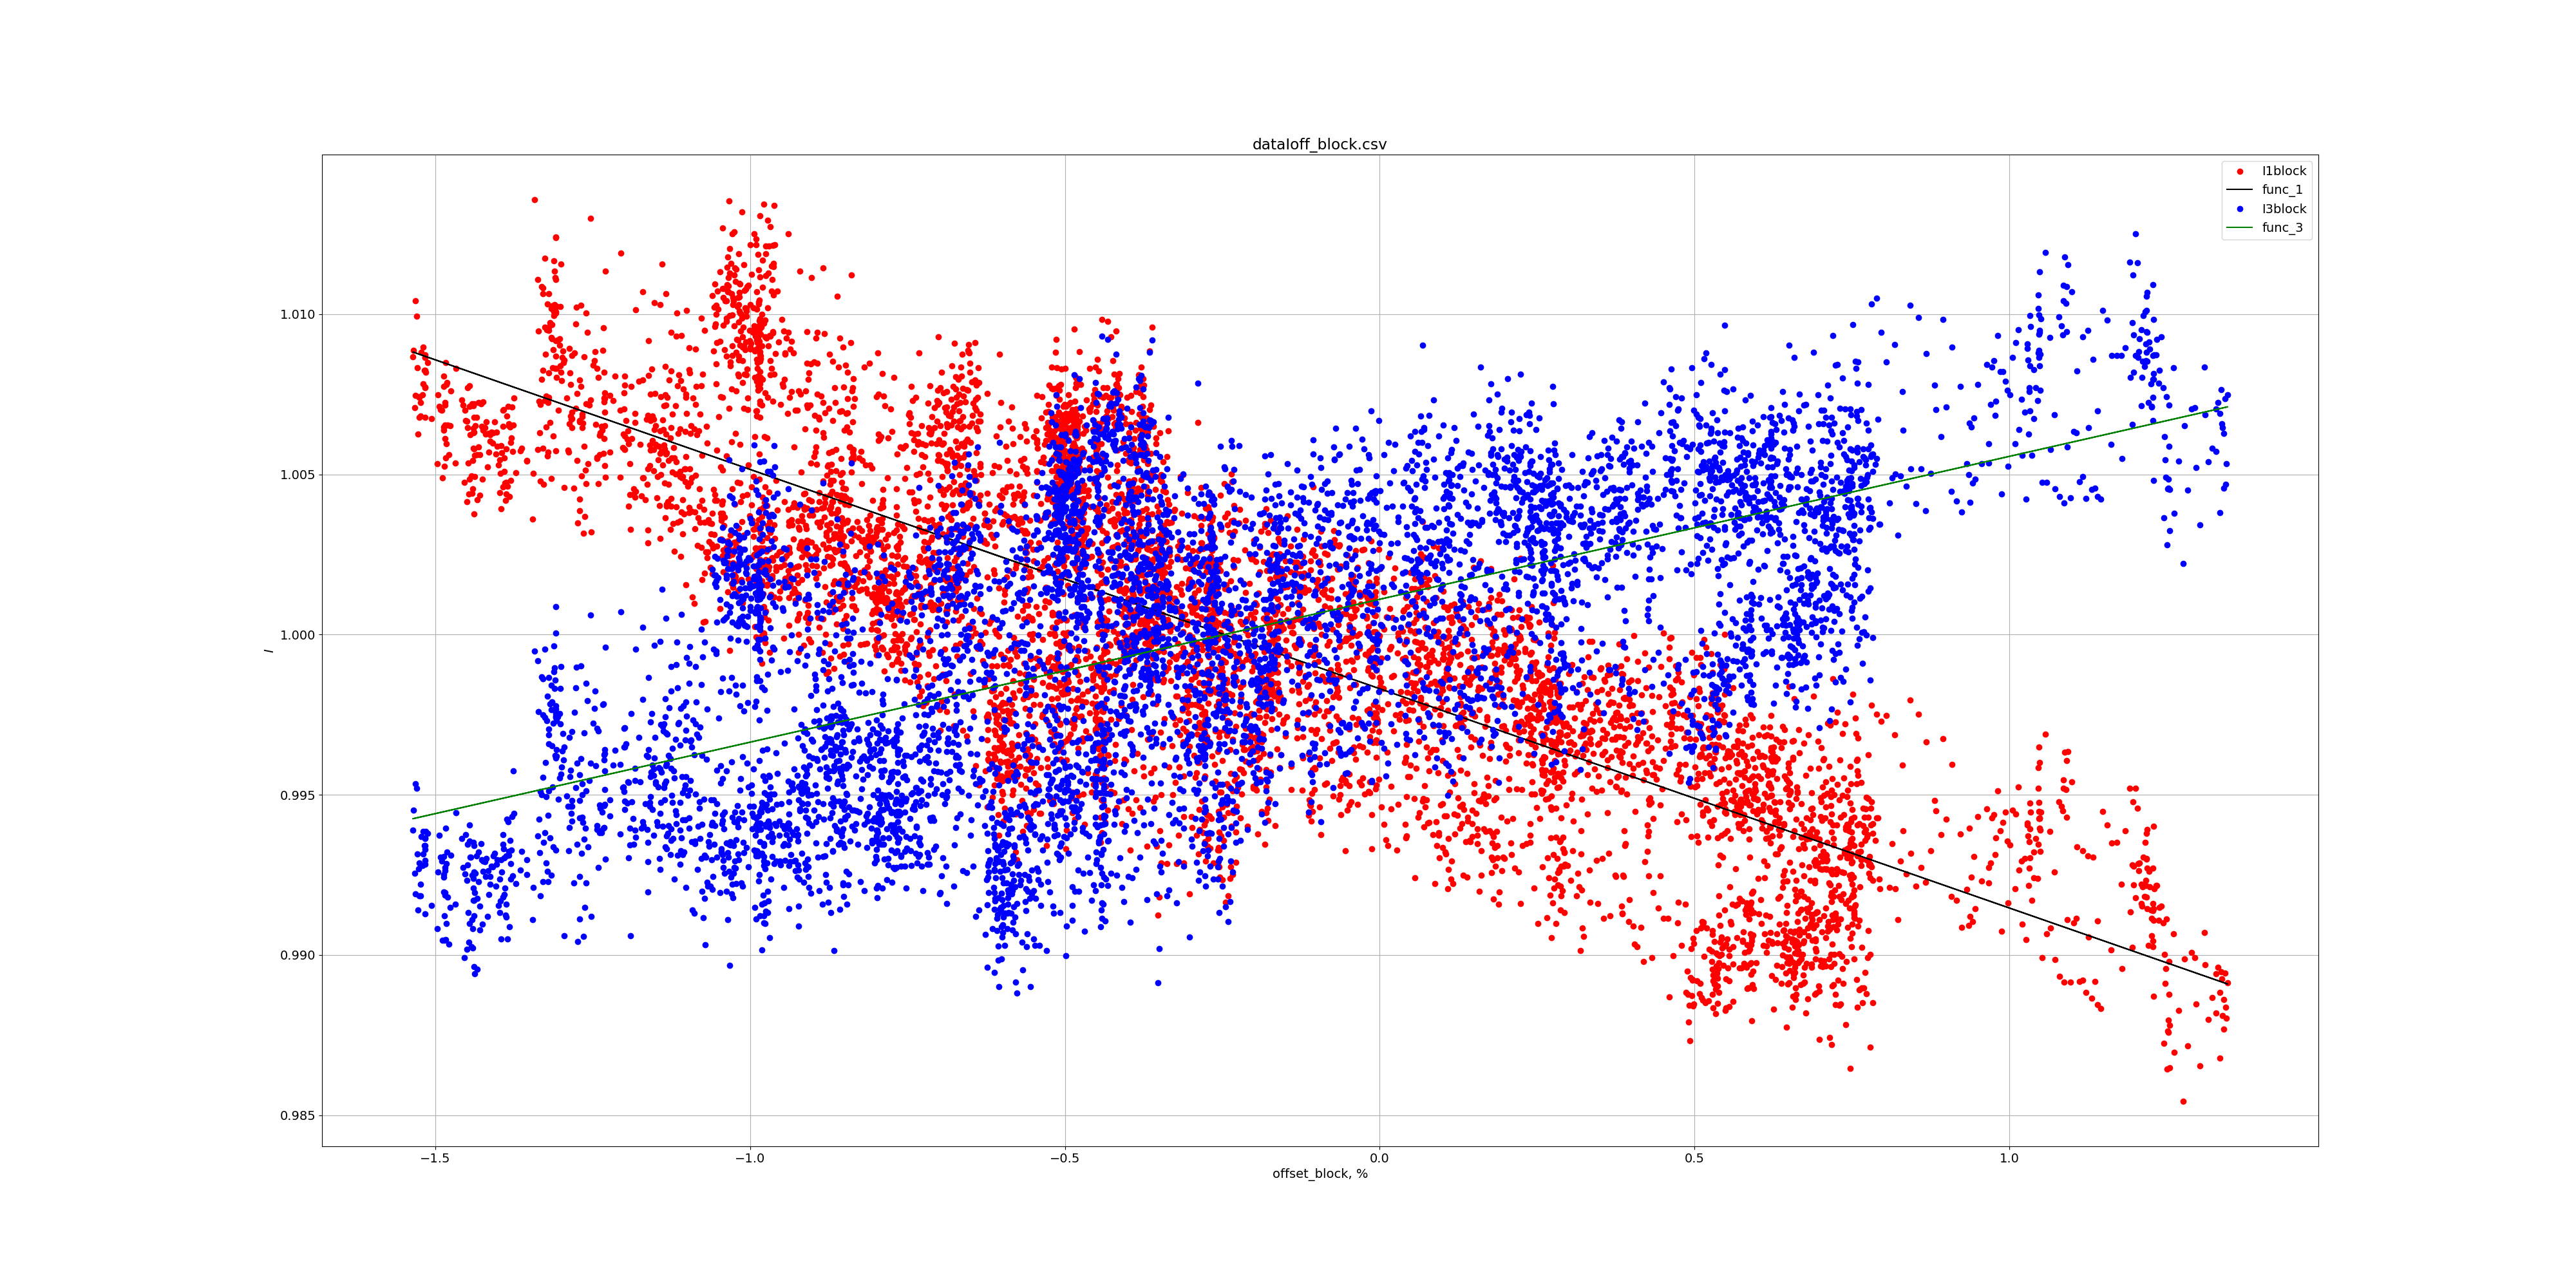 dataIoff_block.csv
I1block
func_1
I3block
func_3
1.010
1.005
1.000
0.995
0.990
0.985
I
−1.5 −1.0 −0.5 0.0 0.5 1.0
offset_block, %